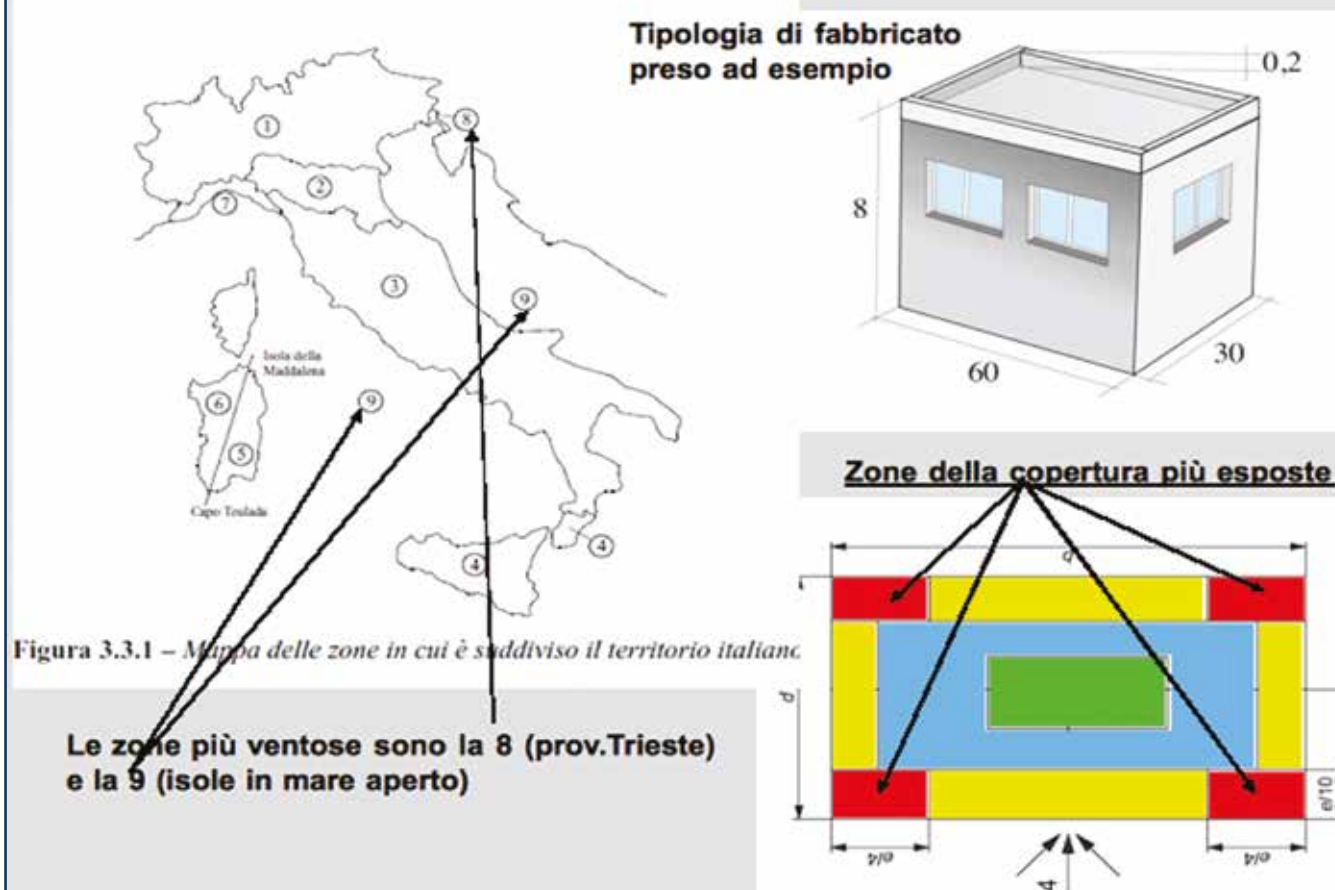 Tipologia di fabbricato
preso ad esempio
0,2
8
60
30
1
2
3
4
4
5
6
7
8
9
9
Isola della
Maddalena
Capo Teulada
Figura 3.3.1 – Mappa delle zone in cui è suddiviso il territorio italiano
Le zone più ventose sono la 8 (prov.Trieste)
e la 9 (isole in mare aperto)
Zone della copertura più esposte
b
d
e/10
e/4
e/4